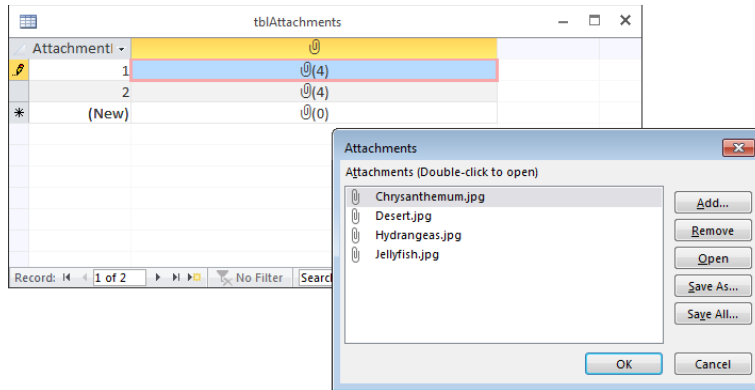 tblAttachments
AttachmentI
1 (4)
2 (4)
(New) (0)
Record: 1 of 2 No Filter Searc
Attachments
Attachments (Double-click to open)
Chrysanthemum.jpg
Desert.jpg
Hydrangeas.jpg
Jellyfish.jpg
Add...
Remove
Open
Save As...
Save All...
OK Cancel